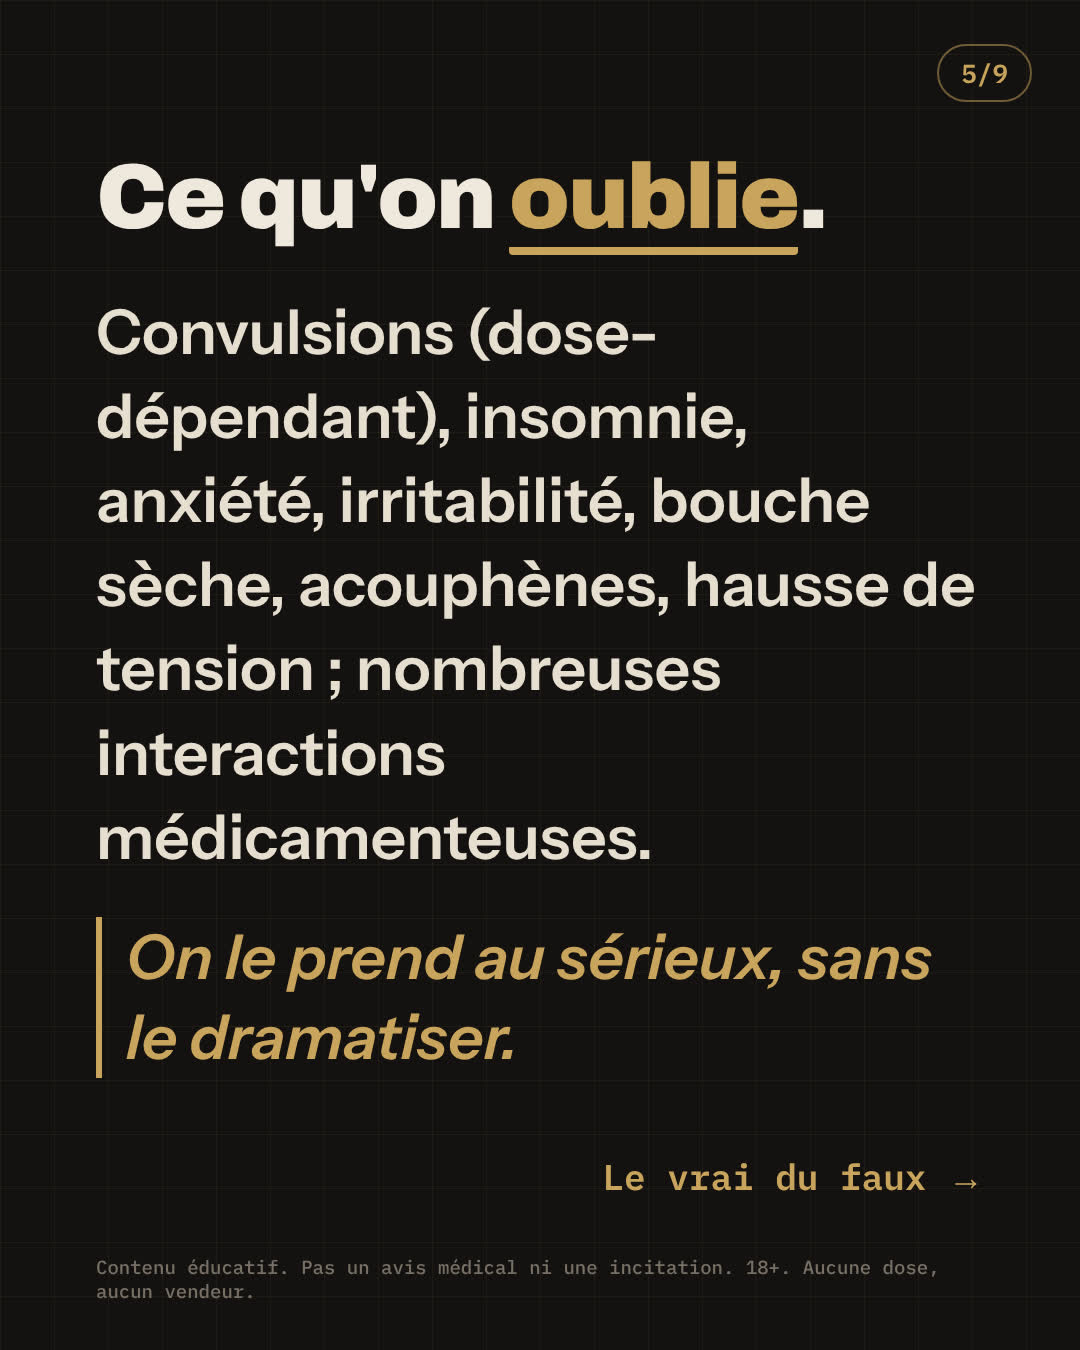 5/9
Ce qu'on oublie.
Convulsions (dose-
dépendant), insomnie,
anxiété, irritabilité, bouche
sèche, acouphènes, hausse de
tension ; nombreuses
interactions
médicamenteuses.
On le prend au sérieux, sans
le dramatiser.
Le vrai du faux →
Contenu éducatif. Pas un avis médical ni une incitation. 18+. Aucune dose,
aucun vendeur.